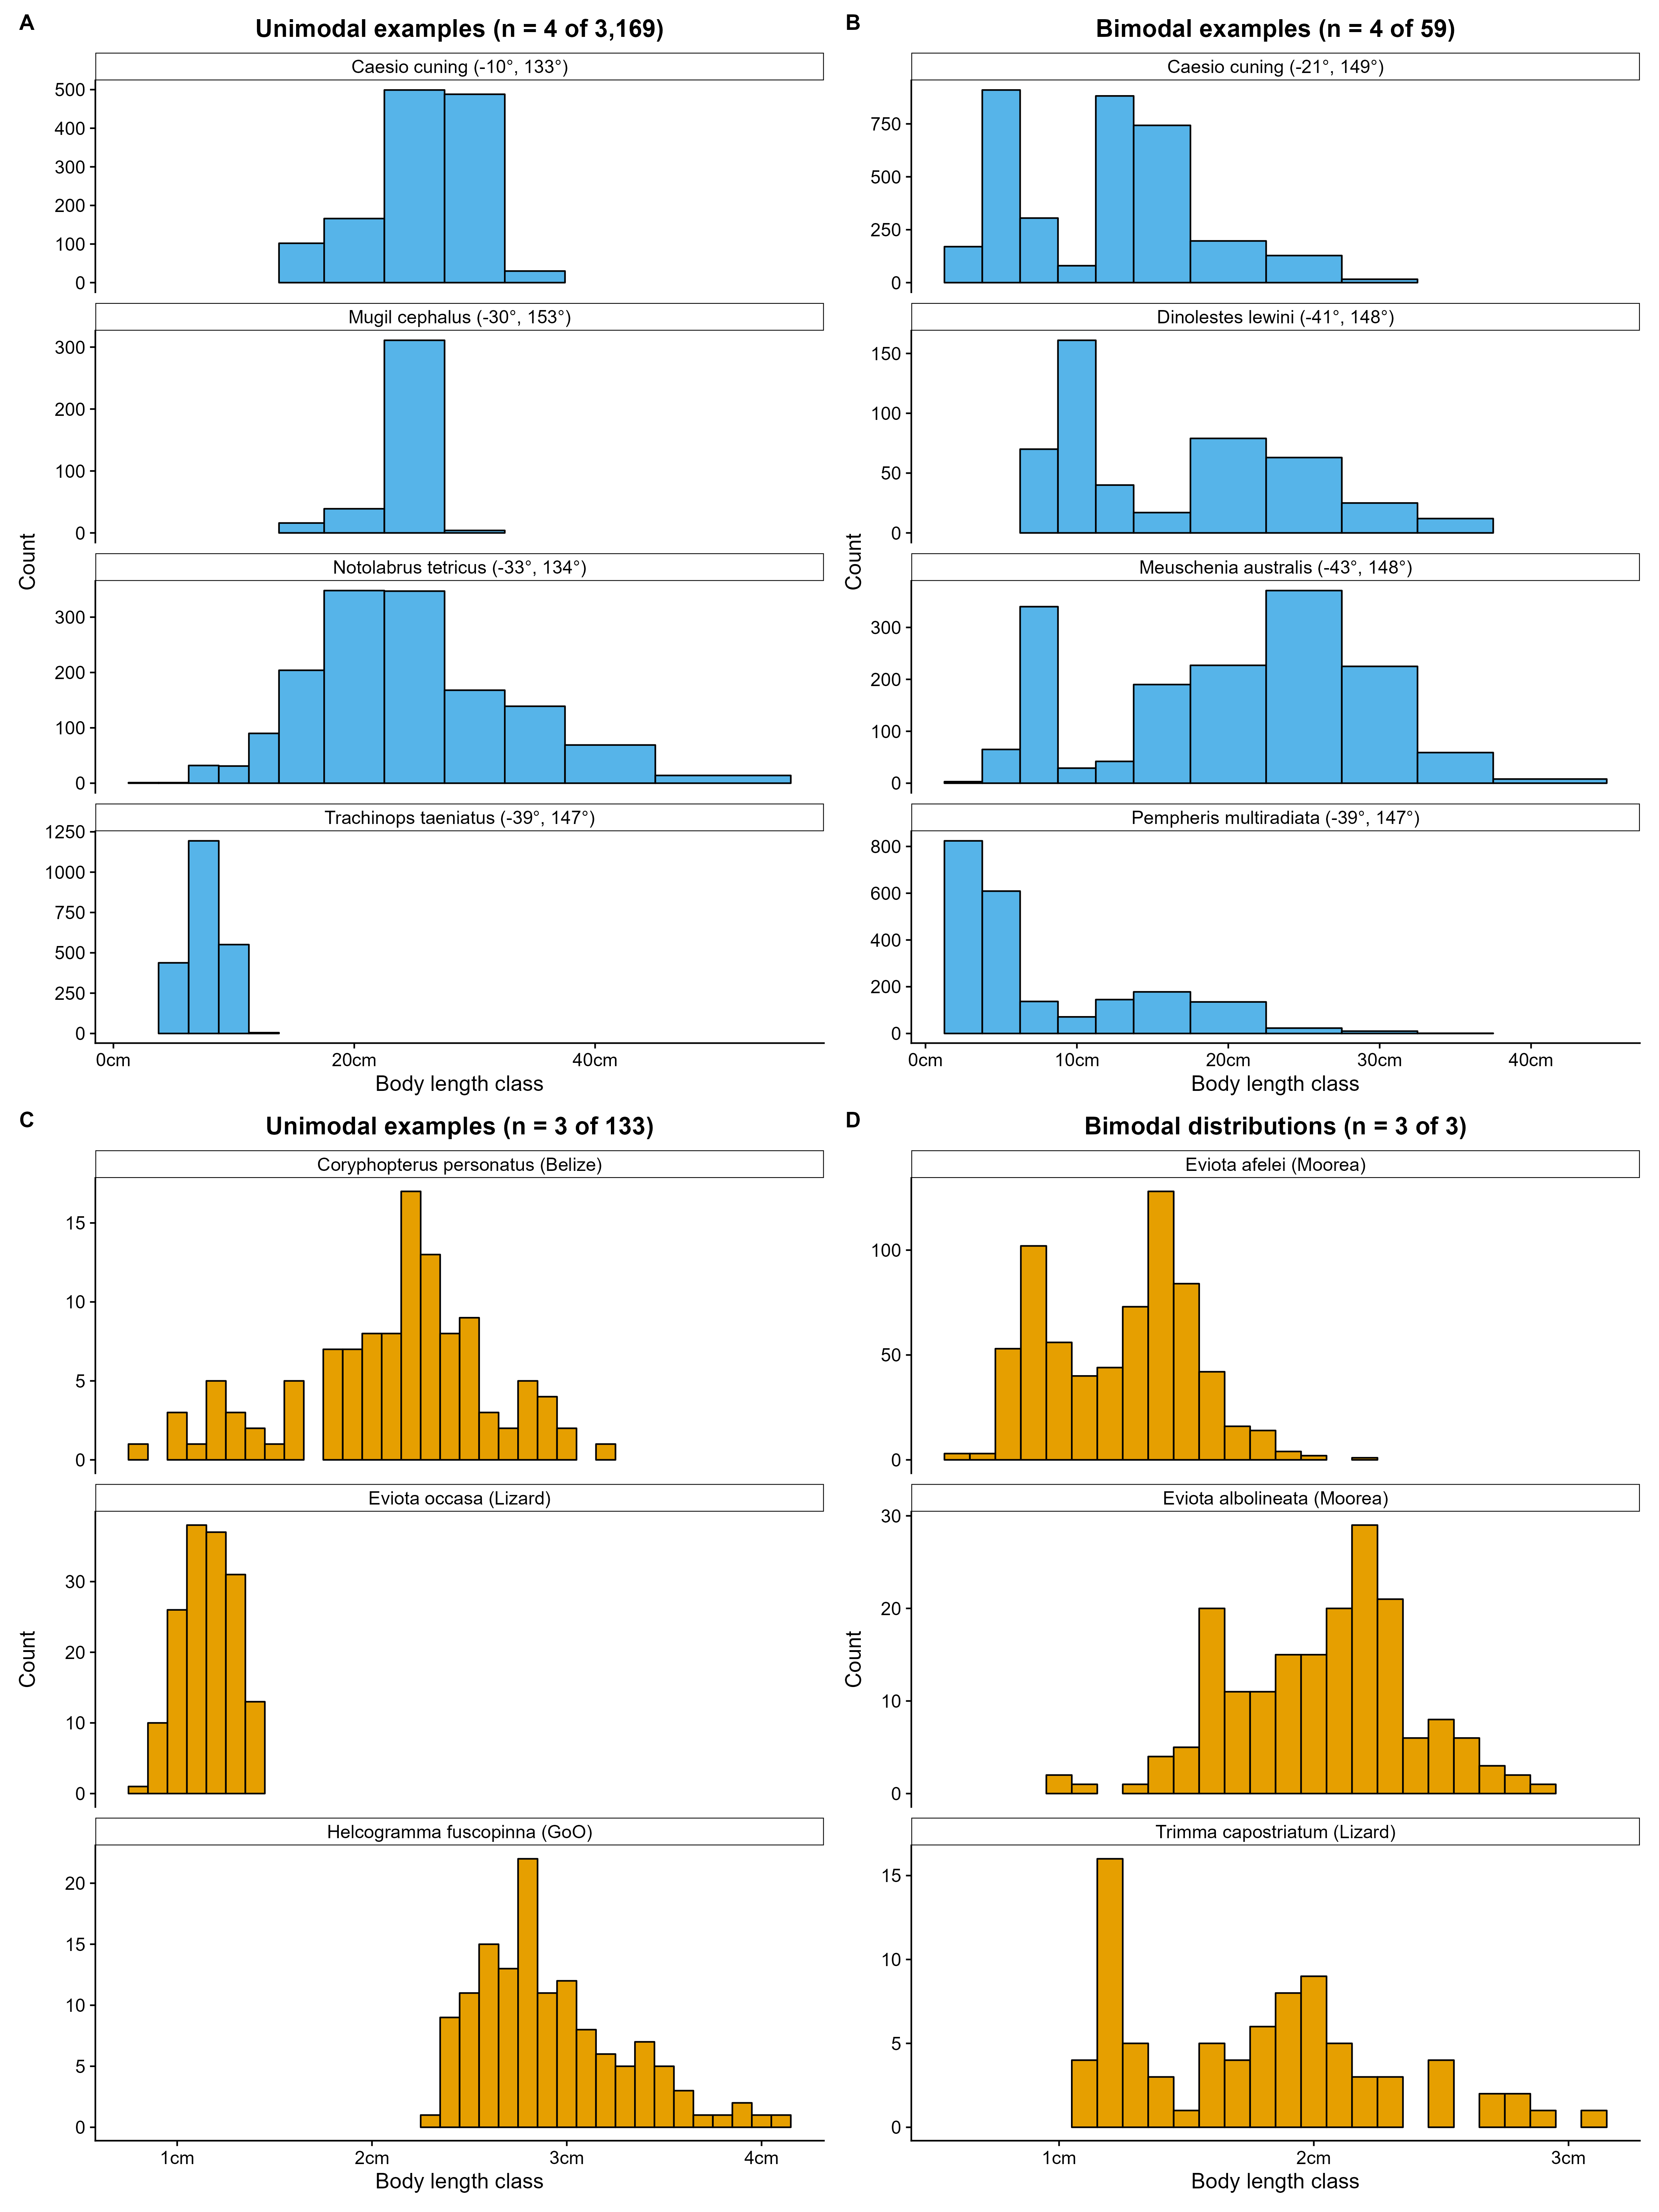 A
Unimodal examples (n = 4 of 3,169)
Caesio cuning (-10°, 133°)
500
400
300
200
100
0
Mugil cephalus (-30°, 153°)
300
200
100
0
Notolabrus tetricus (-33°, 134°)
300
200
100
0
Trachinops taeniatus (-39°, 147°)
1250
1000
750
500
250
0
Count
0cm 20cm 40cm
Body length class
B
Bimodal examples (n = 4 of 59)
Caesio cuning (-21°, 149°)
750
500
250
0
Dinolestes lewini (-41°, 148°)
150
100
50
0
Meuschenia australis (-43°, 148°)
300
200
100
0
Pempheris multiradiata (-39°, 147°)
800
600
400
200
0
Count
0cm 10cm 20cm 30cm 40cm
Body length class
C
Unimodal examples (n = 3 of 133)
Coryphopterus personatus (Belize)
15
10
5
0
Eviota occasa (Lizard)
30
20
10
0
Helcogramma fuscopinna (GoO)
20
15
10
5
0
Count
1cm 2cm 3cm 4cm
Body length class
D
Bimodal distributions (n = 3 of 3)
Eviota afelei (Moorea)
100
50
0
Eviota albolineata (Moorea)
30
20
10
0
Trimma capostriatum (Lizard)
15
10
5
0
Count
1cm 2cm 3cm
Body length class